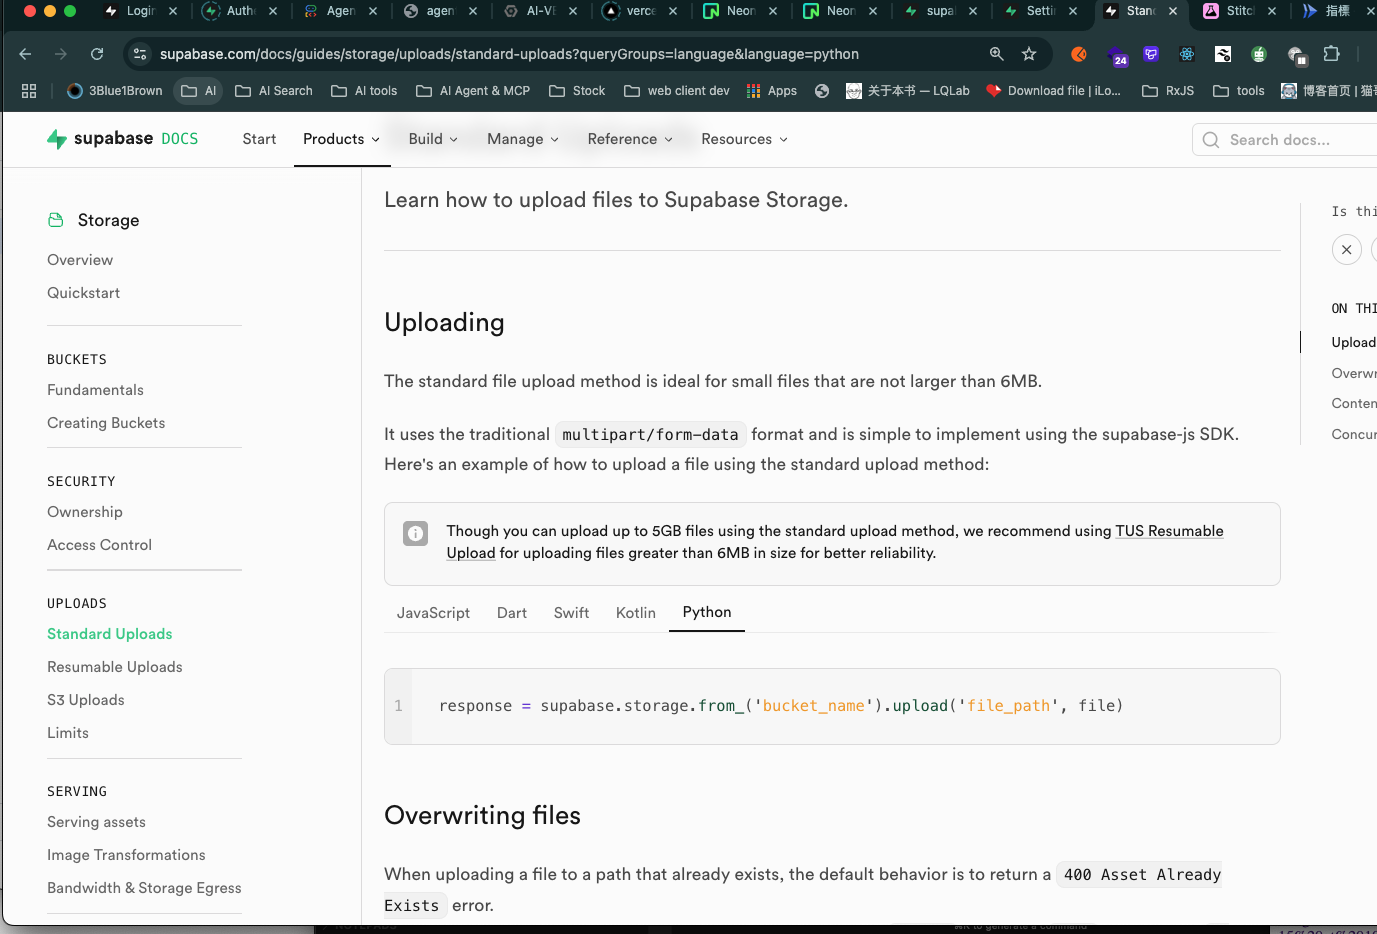 Login
Authe
Agen
agen
AI-VE
verce
Neon
Neon
supa
Setti
Stand
Stitch
指標
supabase.com/docs/guides/storage/uploads/standard-uploads?queryGroups=language&language=python
24
3Blue1Brown
AI
AI Search
AI tools
AI Agent & MCP
Stock
web client dev
Apps
关于本书 — LQLab
Download file | iLo...
RxJS
tools
博客首页 | 猫哥
supabase DOCS
Start
Products
Build
Manage
Reference
Resources
Search docs...
Storage
Overview
Quickstart
BUCKETS
Fundamentals
Creating Buckets
SECURITY
Ownership
Access Control
UPLOADS
Standard Uploads
Resumable Uploads
S3 Uploads
Limits
SERVING
Serving assets
Image Transformations
Bandwidth & Storage Egress
Learn how to upload files to Supabase Storage.
Uploading
The standard file upload method is ideal for small files that are not larger than 6MB.
It uses the traditional multipart/form-data format and is simple to implement using the supabase-js SDK.
Here's an example of how to upload a file using the standard upload method:
Though you can upload up to 5GB files using the standard upload method, we recommend using TUS Resumable
Upload for uploading files greater than 6MB in size for better reliability.
JavaScript
Dart
Swift
Kotlin
Python
1 response = supabase.storage.from_('bucket_name').upload('file_path', file)
Overwriting files
When uploading a file to a path that already exists, the default behavior is to return a 400 Asset Already
Exists error.
Is thi
ON THI
Upload
Overwr
Conten
Concur